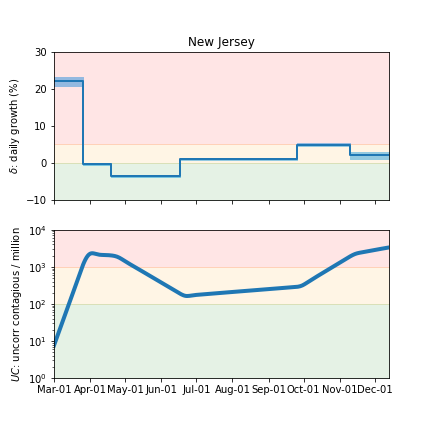 New Jersey
30
20
10
0
−10
δ: daily growth (%)
10⁴
10³
10²
10¹
10⁰
UC: uncorr contagious / million
Mar-01 Apr-01 May-01 Jun-01 Jul-01 Aug-01 Sep-01 Oct-01 Nov-01 Dec-01